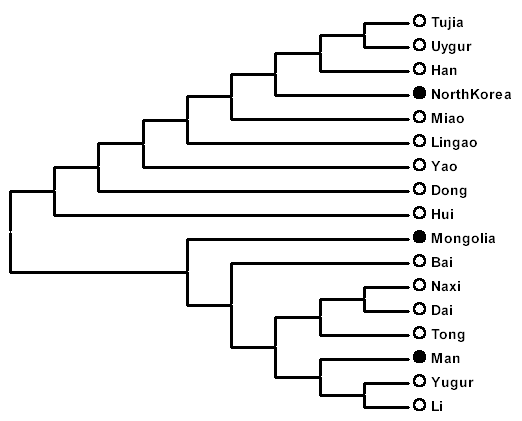 Tujia
Uygur
Han
NorthKorea
Miao
Lingao
Yao
Dong
Hui
Mongolia
Bai
Naxi
Dai
Tong
Man
Yugur
Li